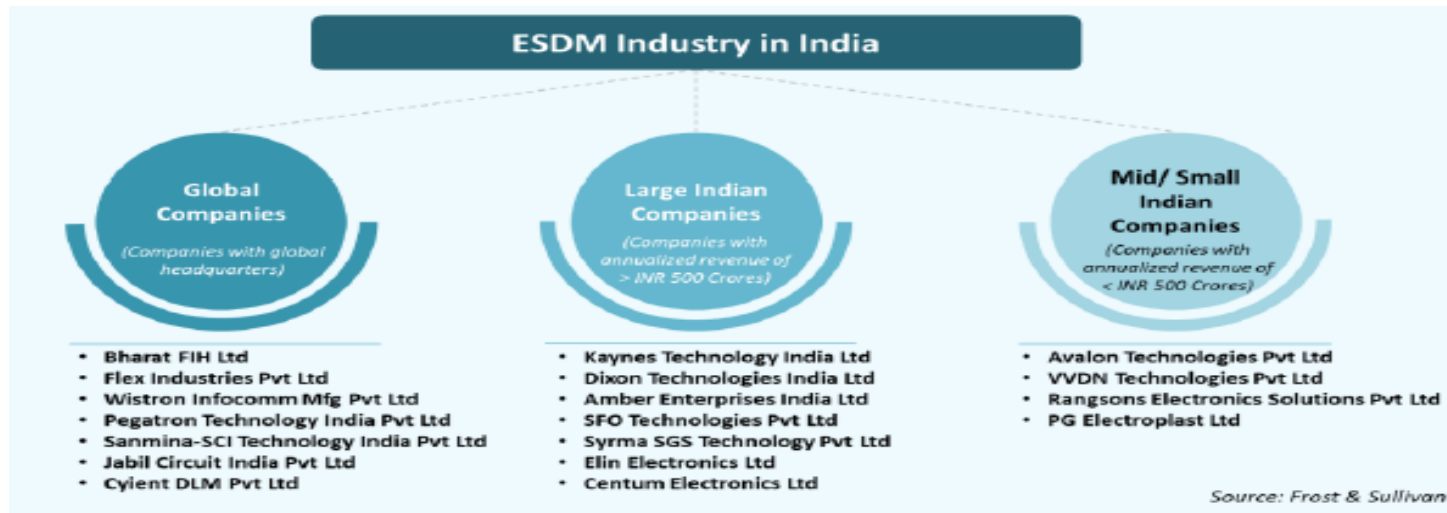 ESDM Industry in India
Global
Companies
(Companies with global
headquarters)
Large Indian
Companies
(Companies with
annualized revenue of
> INR 500 Crores)
Mid/ Small
Indian
Companies
(Companies with
annualized revenue of
< INR 500 Crores)
• Bharat FIH Ltd
• Flex Industries Pvt Ltd
• Wistron Infocomm Mfg Pvt Ltd
• Pegatron Technology India Pvt Ltd
• Sanmina-SCI Technology India Pvt Ltd
• Jabil Circuit India Pvt Ltd
• Cyient DLM Pvt Ltd
• Kaynes Technology India Ltd
• Dixon Technologies India Ltd
• Amber Enterprises India Ltd
• SFO Technologies Pvt Ltd
• Syrma SGS Technology Pvt Ltd
• Elin Electronics Ltd
• Centum Electronics Ltd
• Avalon Technologies Pvt Ltd
• VVDN Technologies Pvt Ltd
• Rangsons Electronics Solutions Pvt Ltd
• PG Electroplast Ltd
Source: Frost & Sullivan